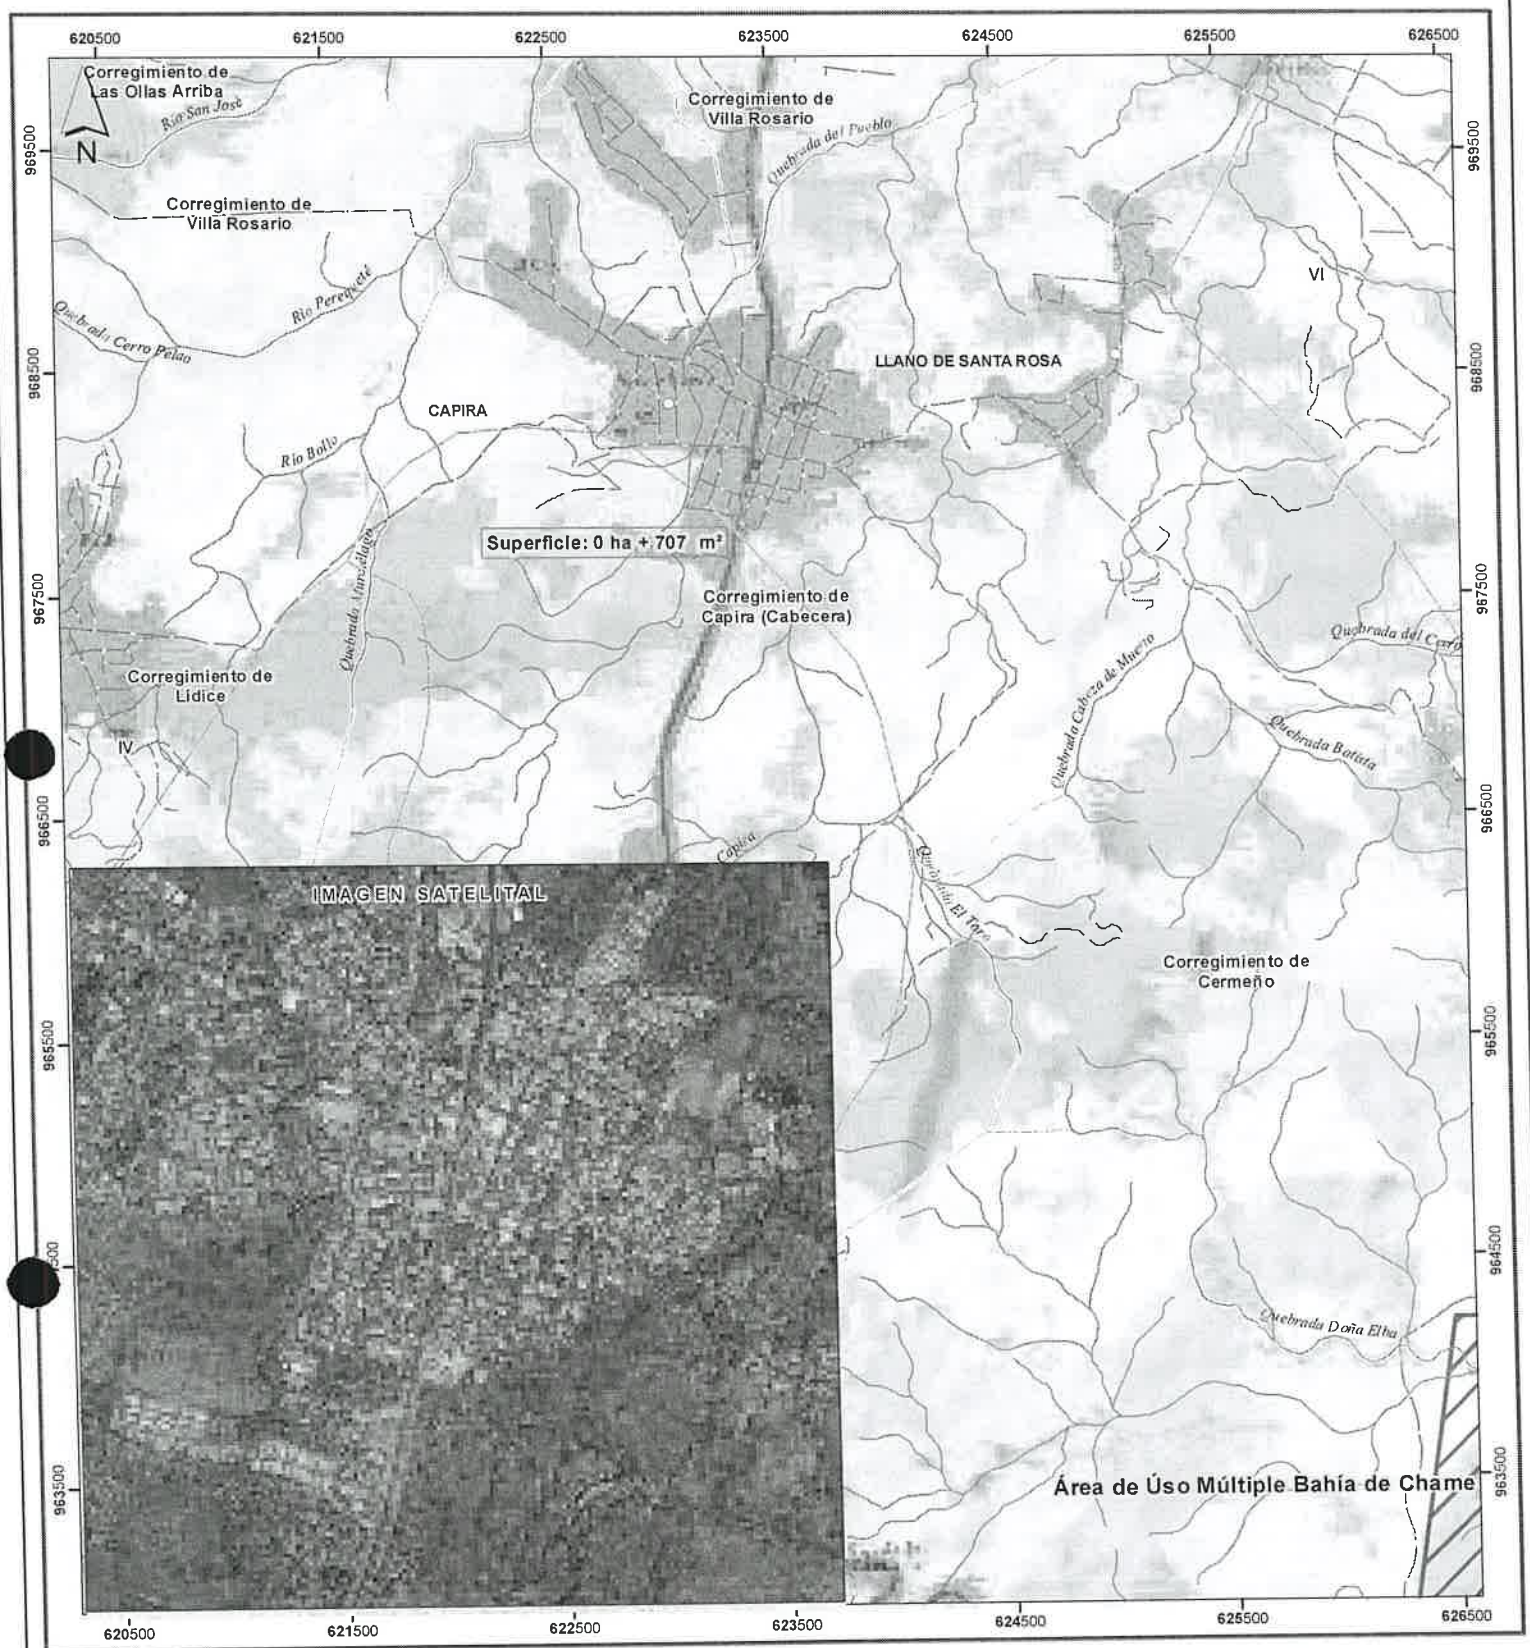 620500 621500 622500 623500 624500 625500 626500
Corregimiento de
Las Ollas Arriba
Río San José
N
Corregimiento de
Villa Rosario
Quebrada del Pueblo
969500
969500
Corregimiento de
Villa Rosario
VI
Río Perequeté
Quebrada Cerro Pelao
968500
LLANO DE SANTA ROSA
968500
CAPIRA
Río Bollo
Superficie: 0 ha + 707 m²
Quebrada Murciélago
967500
Corregimiento de
Capira (Cabecera)
967500
Quebrada del Cerro
Quebrada Cabeza de Muerto
Corregimiento de
Lídice
IV
Quebrada Batata
966500
966500
Capira
IMAGEN SATELITAL
Quebrada El Taro
Corregimiento de
Cermeño
965500
965500
500
964500
Quebrada Doña Elba
963500
963500
Área de Úso Múltiple Bahía de Chame
620500 621500 622500 623500 624500 625500 626500